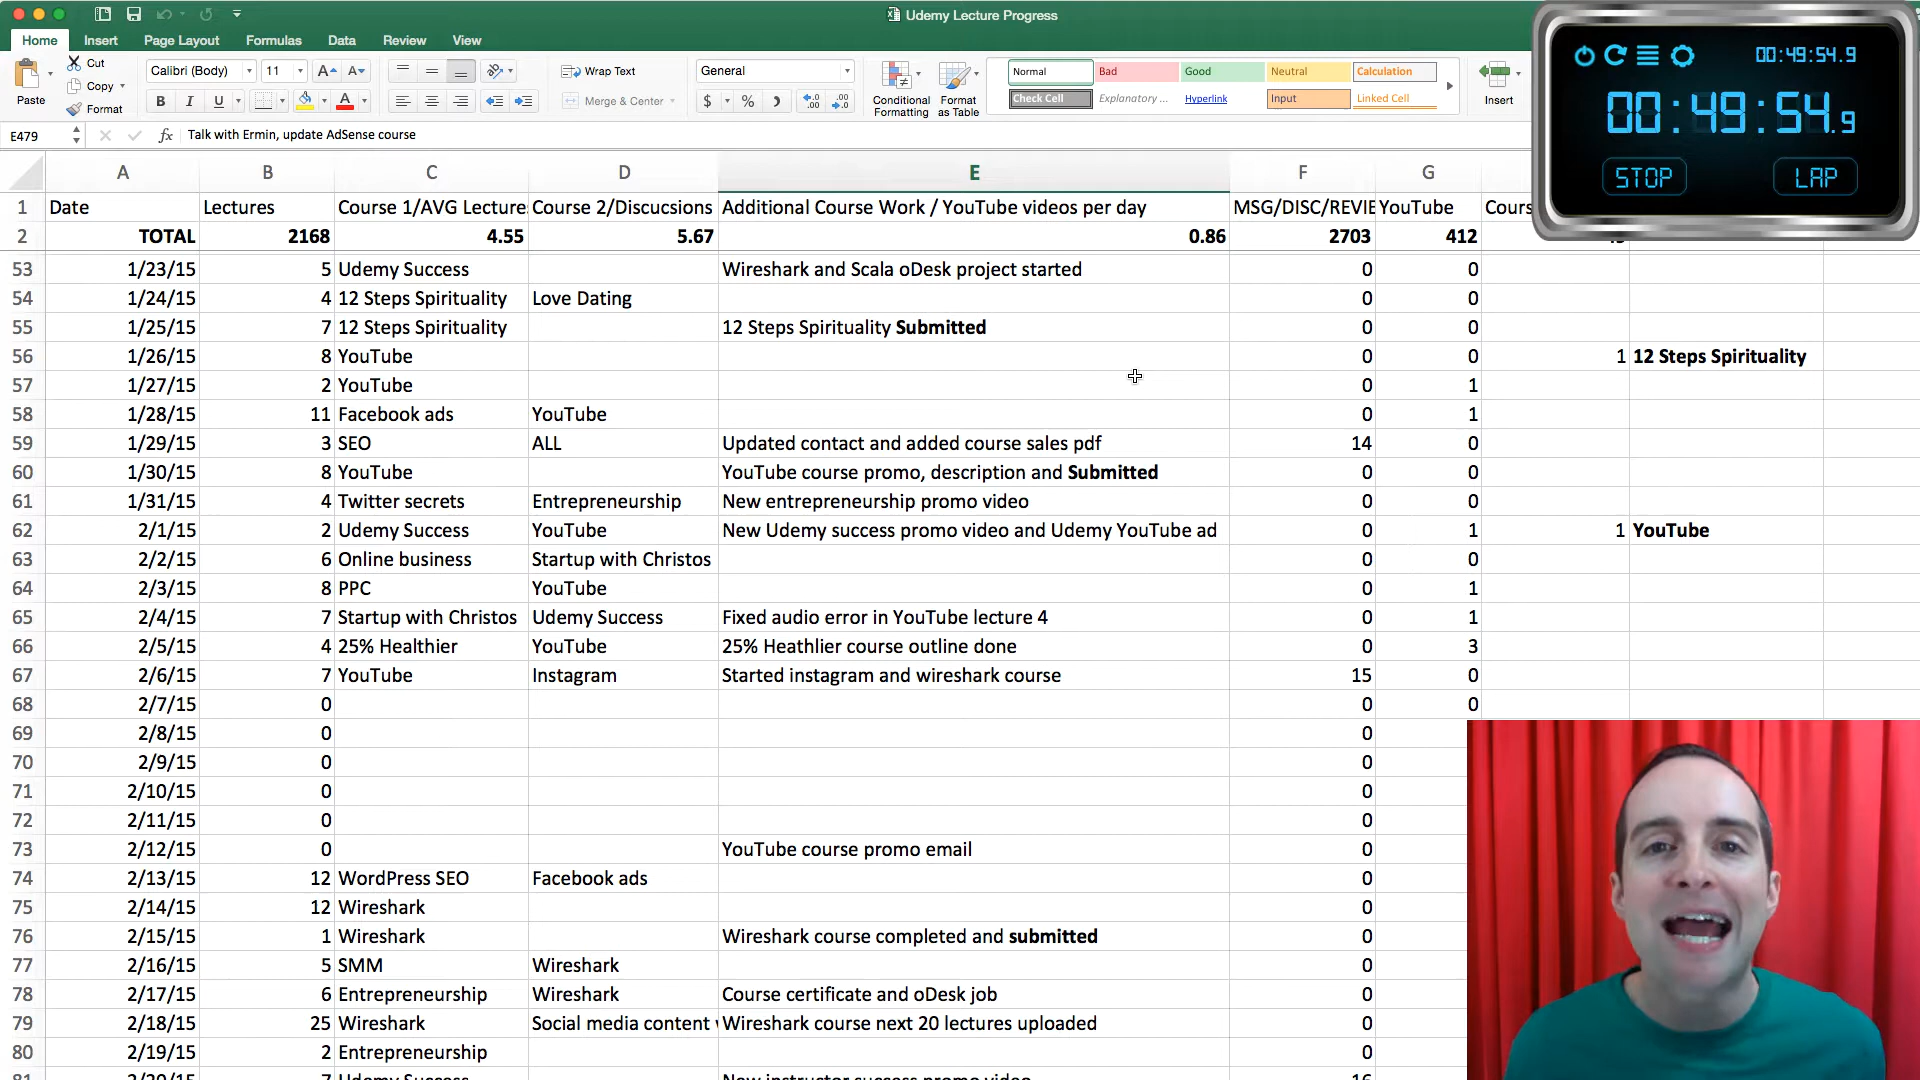 Udemy Lecture Progress
Home Insert Page Layout Formulas Data Review View
Paste Cut Copy Format
Calibri (Body) 11 A A
B I U A
Wrap Text
Merge & Center
General
$ %
Conditional Formatting
Format as Table
Normal Bad Good Neutral Calculation
Check Cell Explanatory ... Hyperlink Input Linked Cell
Insert
00:49:54.9
00:49:54.9
STOP LAP
E479 fx Talk with Ermin, update AdSense course
A B C D E F G
1 Date Lectures Course 1/AVG Lecture Course 2/Discucsions Additional Course Work / YouTube videos per day MSG/DISC/REVIE YouTube Cours
2 TOTAL 2168 4.55 5.67 0.86 2703 412
53 1/23/15 5 Udemy Success Wireshark and Scala oDesk project started 0 0
54 1/24/15 4 12 Steps Spirituality Love Dating 0 0
55 1/25/15 7 12 Steps Spirituality 12 Steps Spirituality Submitted 0 0
56 1/26/15 8 YouTube 0 0 1 12 Steps Spirituality
57 1/27/15 2 YouTube 0 1
58 1/28/15 11 Facebook ads YouTube 0 1
59 1/29/15 3 SEO ALL Updated contact and added course sales pdf 14 0
60 1/30/15 8 YouTube YouTube course promo, description and Submitted 0 0
61 1/31/15 4 Twitter secrets Entrepreneurship New entrepreneurship promo video 0 0
62 2/1/15 2 Udemy Success YouTube New Udemy success promo video and Udemy YouTube ad 0 1 1 YouTube
63 2/2/15 6 Online business Startup with Christos 0 0
64 2/3/15 8 PPC YouTube 0 1
65 2/4/15 7 Startup with Christos Udemy Success Fixed audio error in YouTube lecture 4 0 1
66 2/5/15 4 25% Healthier YouTube 25% Heathlier course outline done 0 3
67 2/6/15 7 YouTube Instagram Started instagram and wireshark course 15 0
68 2/7/15 0 0 0
69 2/8/15 0 0
70 2/9/15 0 0
71 2/10/15 0 0
72 2/11/15 0 0
73 2/12/15 0 YouTube course promo email 0
74 2/13/15 12 WordPress SEO Facebook ads 0
75 2/14/15 12 Wireshark 0
76 2/15/15 1 Wireshark Wireshark course completed and submitted 0
77 2/16/15 5 SMM Wireshark 0
78 2/17/15 6 Entrepreneurship Wireshark Course certificate and oDesk job 0
79 2/18/15 25 Wireshark Social media content Wireshark course next 20 lectures uploaded 0
80 2/19/15 2 Entrepreneurship 0
81 2/20/15 7 Udemy Success New instructor success promo video 16